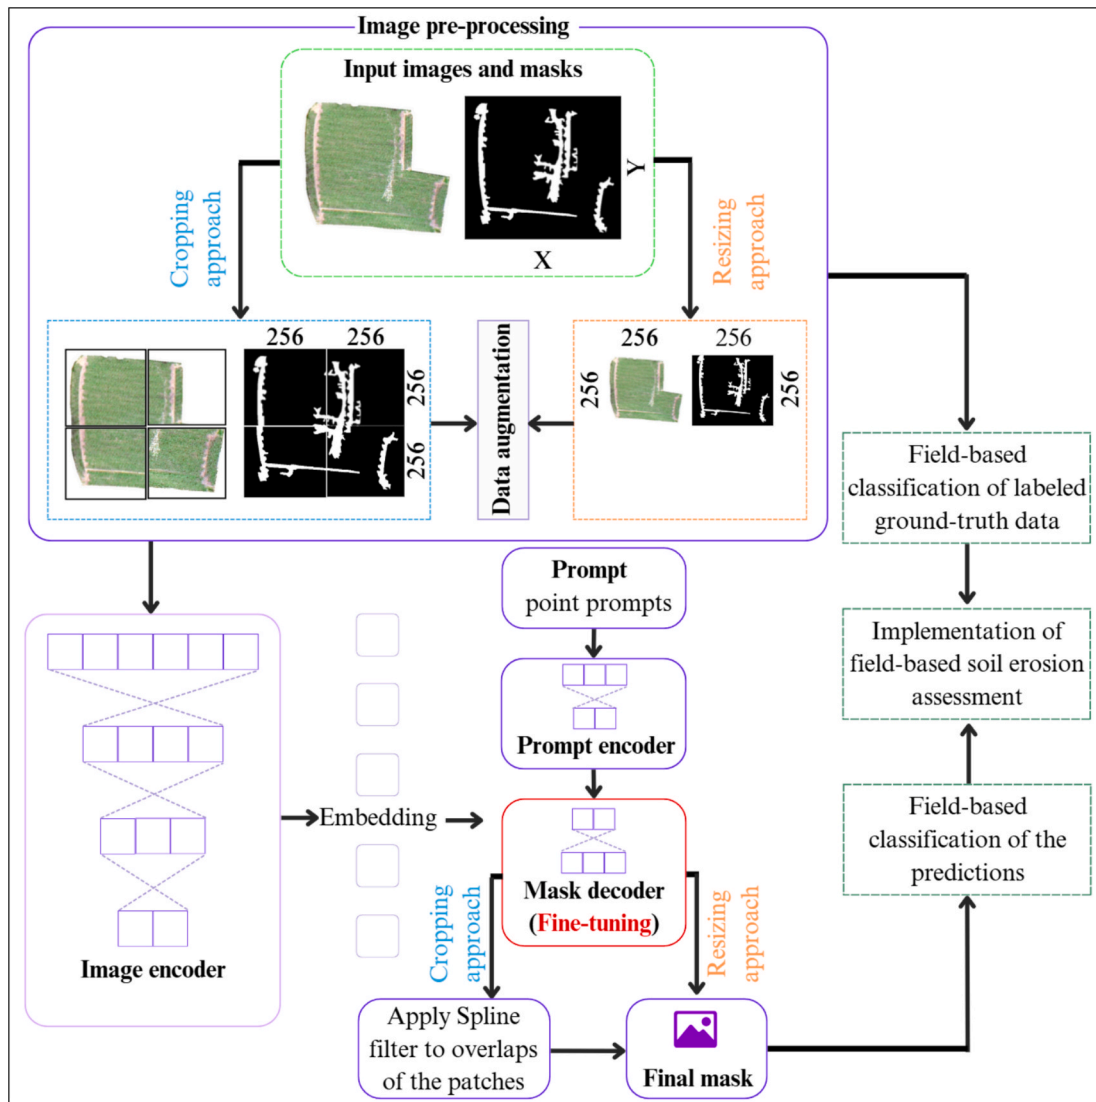 Image pre-processing
Input images and masks
Y
X
Cropping
approach
Resizing
approach
256
256
256
256
Data augmentation
256
256
256
256
Field-based
classification of labeled
ground-truth data
Prompt
point prompts
Implementation of
field-based soil erosion
assessment
Prompt encoder
Embedding
Field-based
classification of the
predictions
Mask decoder
(Fine-tuning)
Image encoder
Cropping
approach
Resizing
approach
Apply Spline
filter to overlaps
of the patches
Final mask